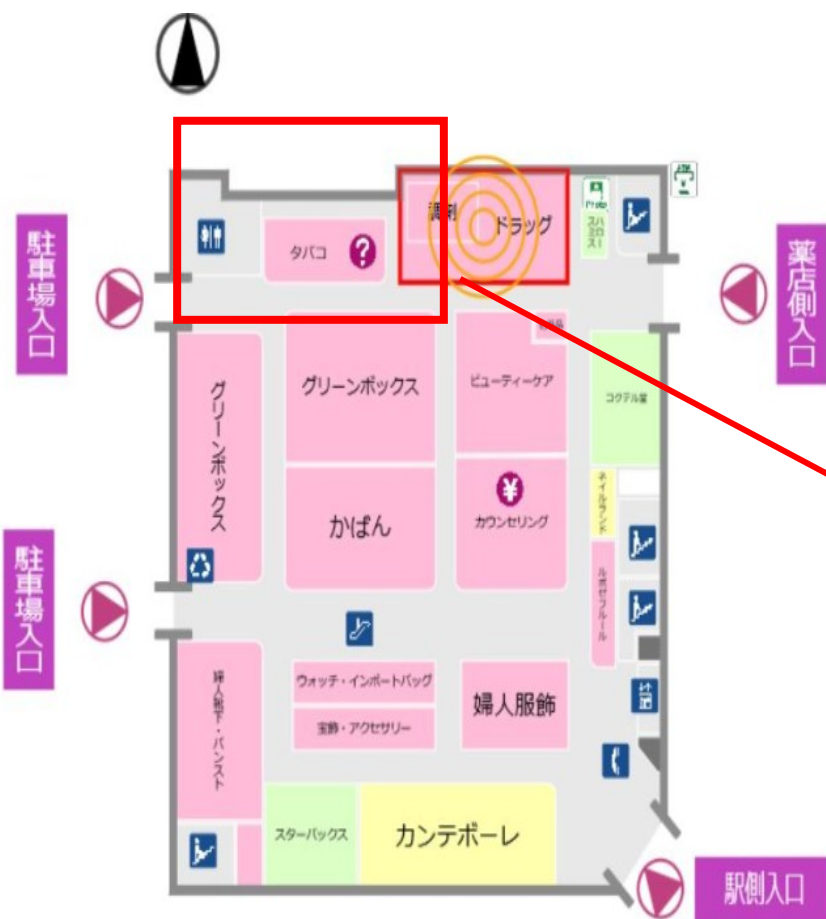 駐車場入口
タバコ
?
調剤
ドラッグ
薬店側入口
グリーンボックス
グリーンボックス
ビューティーケア
コクテル堂
かばん
¥
カウンセリング
ネイルランド
ルポゼフルール
駐車場入口
婦人靴下・パンスト
ウォッチ・インポートバッグ
宝飾・アクセサリー
婦人服飾
スターバックス
カンテボーレ
駅側入口